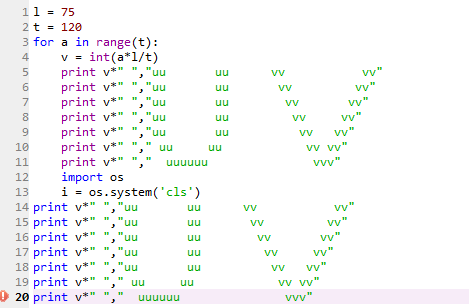 1 l = 75
2 t = 120
3 for a in range(t):
4     v = int(a*l/t)
5     print v*" ","uu       uu      vv           vv"
6     print v*" ","uu       uu       vv         vv"
7     print v*" ","uu       uu        vv       vv"
8     print v*" ","uu       uu         vv     vv"
9     print v*" ","uu       uu          vv   vv"
10     print v*" "," uu     uu            vv vv"
11     print v*" ","  uuuuuu               vvv"
12     import os
13     i = os.system('cls')
14 print v*" ","uu       uu      vv           vv"
15 print v*" ","uu       uu       vv         vv"
16 print v*" ","uu       uu        vv       vv"
17 print v*" ","uu       uu         vv     vv"
18 print v*" ","uu       uu          vv   vv"
19 print v*" "," uu     uu            vv vv"
20 print v*" ","  uuuuuu               vvv"